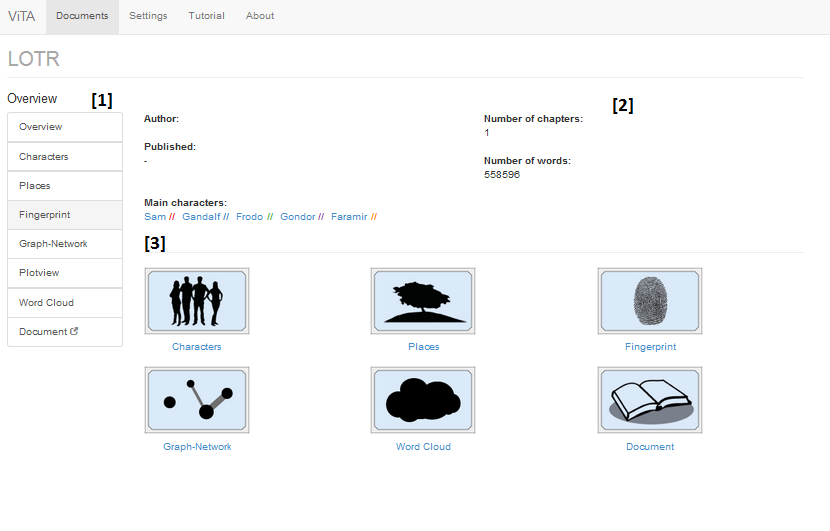 ViTA Documents Settings Tutorial About
LOTR
Overview [1]
Overview
Characters
Places
Fingerprint
Graph-Network
Plotview
Word Cloud
Document
[2]
Author:
Published:
-
Number of chapters:
1
Number of words:
558596
Main characters:
Sam // Gandalf // Frodo // Gondor // Faramir //
[3]
Characters Places Fingerprint
Graph-Network Word Cloud Document